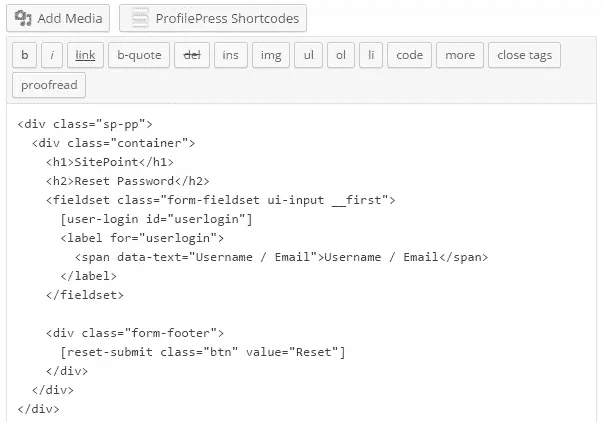 Add Media ProfilePress Shortcodes
b i link b-quote del ins img ul ol li code more close tags
proofread
<div class="sp-pp">
  <div class="container">
    <h1>SitePoint</h1>
    <h2>Reset Password</h2>
    <fieldset class="form-fieldset ui-input __first">
      [user-login id="userlogin"]
      <label for="userlogin">
        <span data-text="Username / Email">Username / Email</span>
      </label>
    </fieldset>

    <div class="form-footer">
      [reset-submit class="btn" value="Reset"]
    </div>
  </div>
</div>